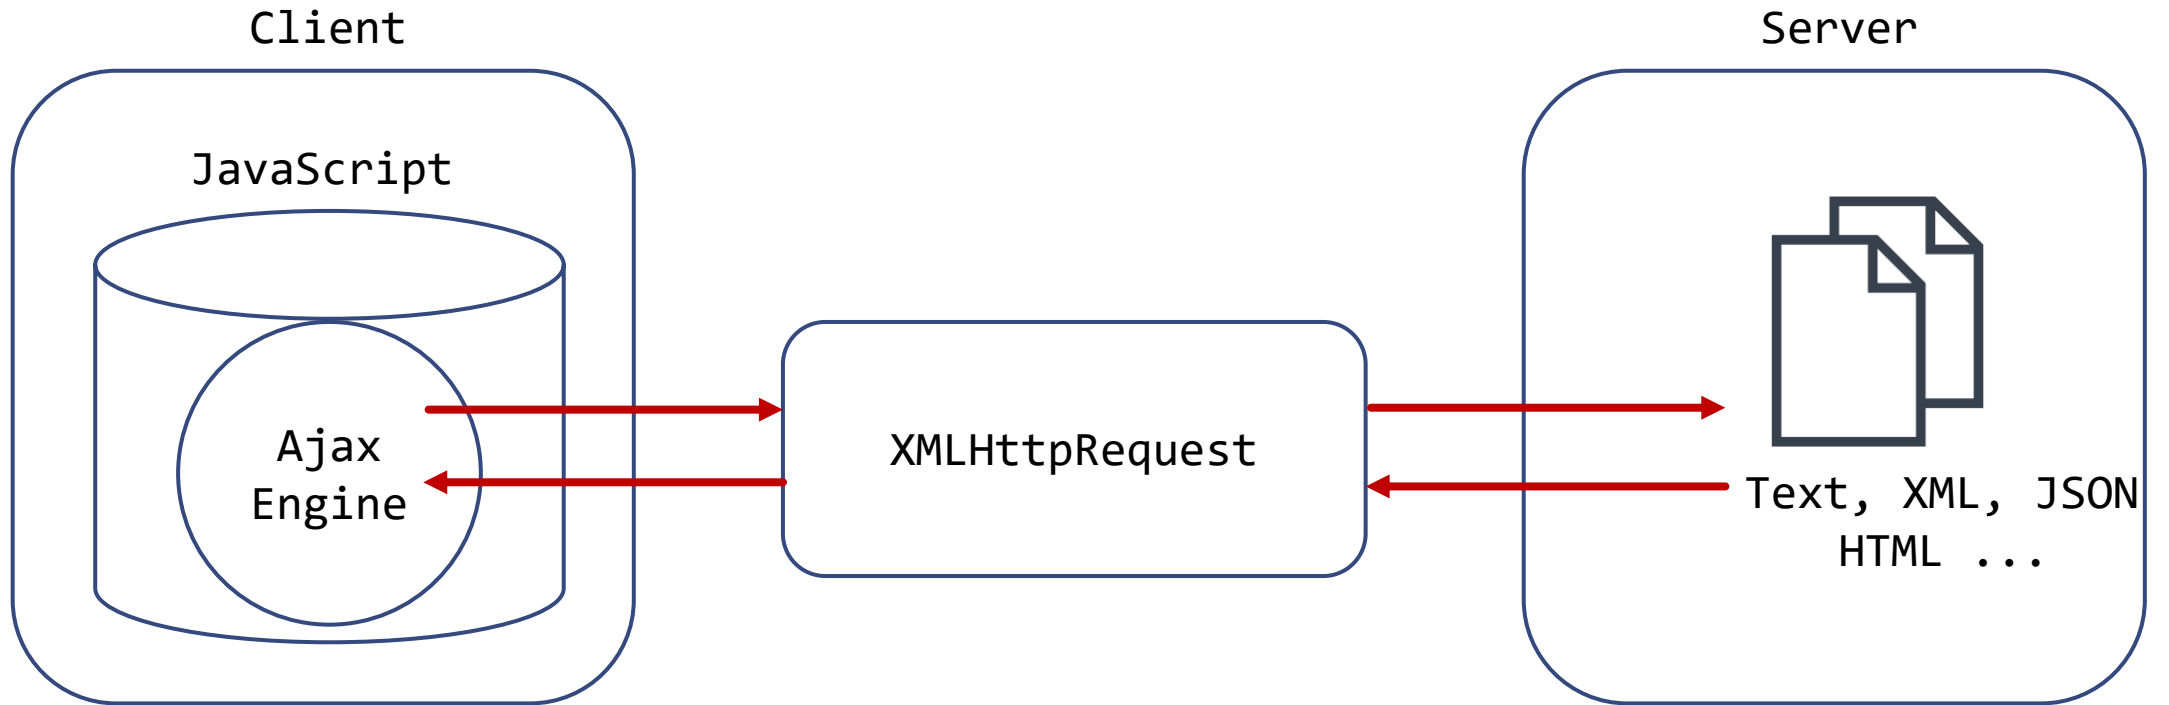 Client
Server
JavaScript
Ajax
Engine
XMLHttpRequest
Text, XML, JSON
HTML ...